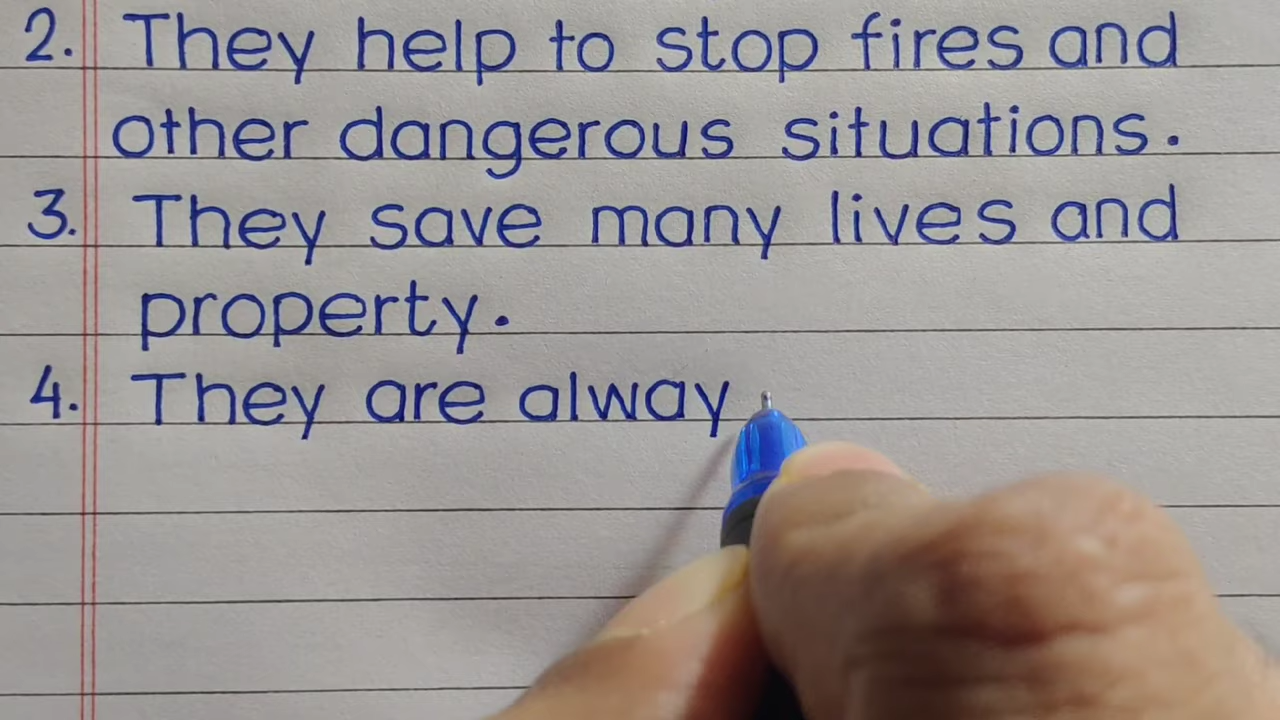 2. They help to stop fires and
other dangerous situations.
3. They save many lives and
property.
4. They are alway